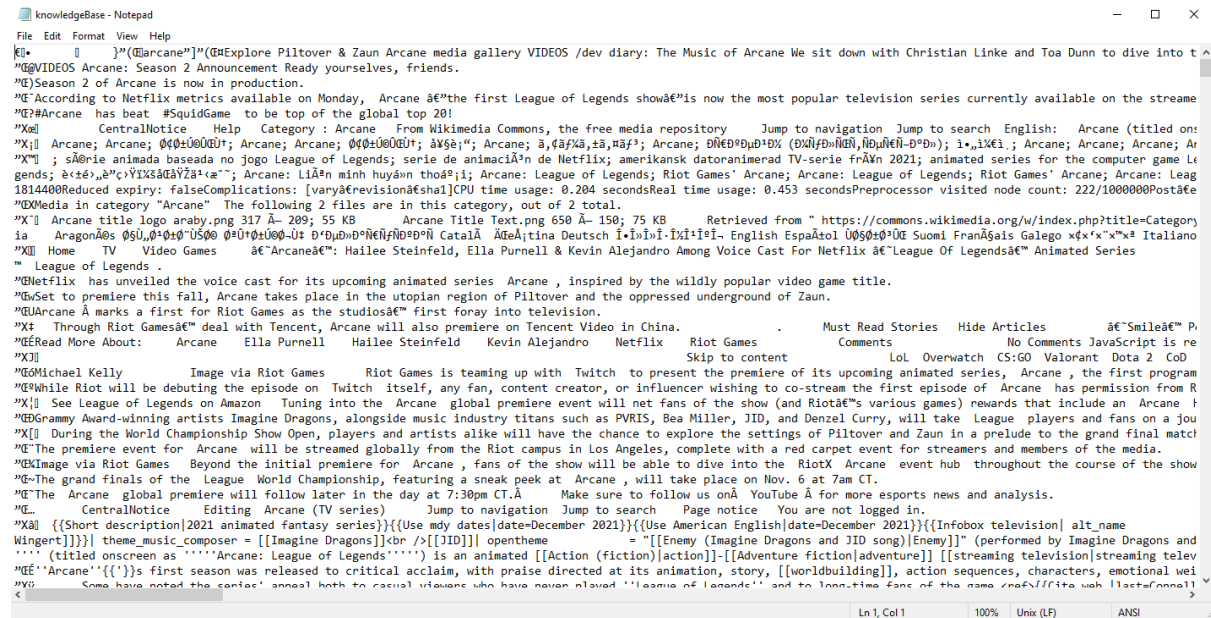 knowledgeBase - Notepad
File Edit Format View Help
}”(Œarcane”]”(Œ¤Explore Piltover & Zaun Arcane media gallery VIDEOS /dev diary: The Music of Arcane We sit down with Christian Linke and Toa Dunn to dive into t
”Œ@VIDEOS Arcane: Season 2 Announcement Ready yourselves, friends.
”Œ)Season 2 of Arcane is now in production.
”Œ¨According to Netflix metrics available on Monday, Arcane â€”the first League of Legends showâ€”is now the most popular television series currently available on the streame
”Œ?#Arcane has beat #SquidGame to be top of the global top 20!
CentralNotice Help Category : Arcane From Wikimedia Commons, the free media repository Jump to navigation Jump to search English: Arcane (titled ons
Arcane; Arcane; Arcane; Arcane; Arcane; Arcane; Arcane; Arcane
; sÃ©rie animada baseada no jogo League of Legends; serie de animaciÃ³n de Netflix; amerikansk datoranimerad TV-serie frÃ¥n 2021; animated series for the computer game Le
gends; LiÃªn minh huyá»n thoáº¡i; Arcane: League of Legends; Riot Games' Arcane; Arcane: League of Legends; Riot Games' Arcane; Arcane: Leag
1814400Reduced expiry: falseComplications: [varyâ€revisionâ€sha1]CPU time usage: 0.204 secondsReal time usage: 0.453 secondsPreprocessor visited node count: 222/1000000Postâ€e
”ŒXMedia in category "Arcane" The following 2 files are in this category, out of 2 total.
Arcane title logo araby.png 317 Ã— 209; 55 KB Arcane Title Text.png 650 Ã— 150; 75 KB Retrieved from " https://commons.wikimedia.org/w/index.php?title=Category
ia AragonÃ©s CatalÃ ÄŒeÅ¡tina Deutsch English EspaÃ±ol Suomi FranÃ§ais Galego Italiano
Home TV Video Games â€˜Arcaneâ€™: Hailee Steinfeld, Ella Purnell & Kevin Alejandro Among Voice Cast For Netflix â€˜League Of Legendsâ€™ Animated Series
™ League of Legends .
”ŒNetflix has unveiled the voice cast for its upcoming animated series Arcane , inspired by the wildly popular video game title.
”ŒwSet to premiere this fall, Arcane takes place in the utopian region of Piltover and the oppressed underground of Zaun.
”ŒUArcane Â marks a first for Riot Games as the studiosâ€™ first foray into television.
”X‡ Through Riot Gamesâ€™ deal with Tencent, Arcane will also premiere on Tencent Video in China. . Must Read Stories Hide Articles â€˜Smileâ€™ P
”ŒÉRead More About: Arcane Ella Purnell Hailee Steinfeld Kevin Alejandro Netflix Riot Games Comments No Comments JavaScript is re
”XJ Skip to content LoL Overwatch CS:GO Valorant Dota 2 CoD
”ŒóMichael Kelly Image via Riot Games Riot Games is teaming up with Twitch to present the premiere of its upcoming animated series, Arcane , the first program
”ŒºWhile Riot will be debuting the episode on Twitch itself, any fan, content creator, or influencer wishing to co-stream the first episode of Arcane has permission from R
”X¦ See League of Legends on Amazon Tuning into the Arcane global premiere event will net fans of the show (and Riotâ€™s various games) rewards that include an Arcane H
”ŒÐGrammy Award-winning artists Imagine Dragons, alongside music industry titans such as PVRIS, Bea Miller, JID, and Denzel Curry, will take League players and fans on a jou
”X[ During the World Championship Show Open, players and artists alike will have the chance to explore the settings of Piltover and Zaun in a prelude to the grand final match
”Œ¨The premiere event for Arcane will be streamed globally from the Riot campus in Los Angeles, complete with a red carpet event for streamers and members of the media.
”Œ¾Image via Riot Games Beyond the initial premiere for Arcane , fans of the show will be able to dive into the RiotX Arcane event hub throughout the course of the show
”Œ~The grand finals of the League World Championship, featuring a sneak peek at Arcane , will take place on Nov. 6 at 7am CT.
”Œ˜The Arcane global premiere will follow later in the day at 7:30pm CT.Â Make sure to follow us onÂ YouTube Â for more esports news and analysis.
”Œ… CentralNotice Editing Arcane (TV series) Jump to navigation Jump to search Page notice You are not logged in.
”Xâ {{Short description|2021 animated fantasy series}}{{Use mdy dates|date=December 2021}}{{Use American English|date=December 2021}}{{Infobox television| alt_name
Wingert]]}}| theme_music_composer = [[Imagine Dragons]]<br />[[JID]]| opentheme = "[[Enemy (Imagine Dragons and JID song)|Enemy]]" (performed by Imagine Dragons and
'''' (titled onscreen as '''''Arcane: League of Legends''''') is an animated [[Action (fiction)|action]]-[[Adventure fiction|adventure]] [[streaming television|streaming telev
”ŒÉ''Arcane''{{'}}s first season was released to critical acclaim, with praise directed at its animation, story, [[worldbuilding]], action sequences, characters, emotional wei
Some have noted the series' appeal both to casual viewers who have never played ''League of Legends'' and to long-time fans of the game <ref>{{Cite web |last=Connell
Ln 1, Col 1 100% Unix (LF) ANSI